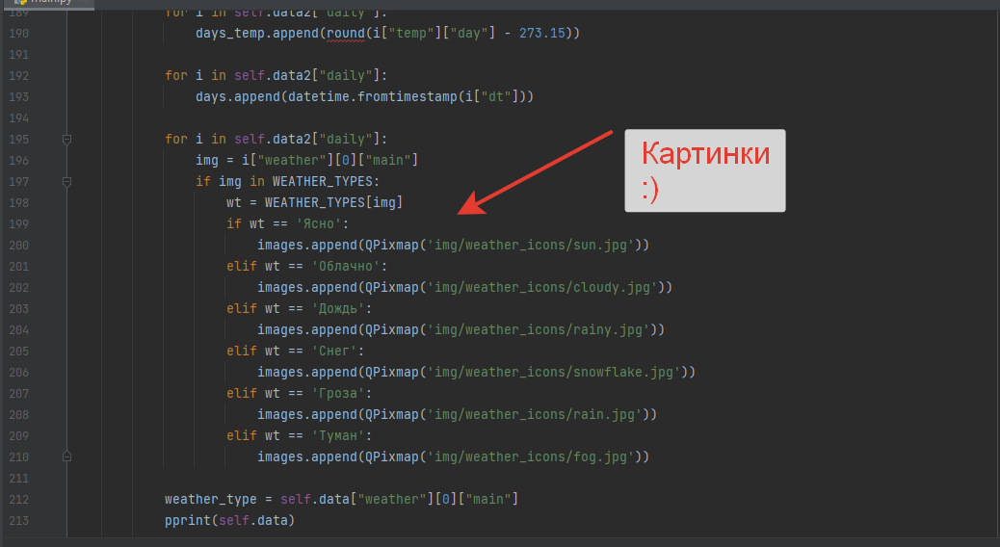 main.py
189 for i in self.data2["daily"]:
190 days_temp.append(round(i["temp"]["day"] - 273.15))
191
192 for i in self.data2["daily"]:
193 days.append(datetime.fromtimestamp(i["dt"]))
194
195 for i in self.data2["daily"]:
196 img = i["weather"][0]["main"]
197 if img in WEATHER_TYPES:
198 wt = WEATHER_TYPES[img]
199 if wt == 'Ясно':
200 images.append(QPixmap('img/weather_icons/sun.jpg'))
201 elif wt == 'Облачно':
202 images.append(QPixmap('img/weather_icons/cloudy.jpg'))
203 elif wt == 'Дождь':
204 images.append(QPixmap('img/weather_icons/rainy.jpg'))
205 elif wt == 'Снег':
206 images.append(QPixmap('img/weather_icons/snowflake.jpg'))
207 elif wt == 'Гроза':
208 images.append(QPixmap('img/weather_icons/rain.jpg'))
209 elif wt == 'Туман':
210 images.append(QPixmap('img/weather_icons/fog.jpg'))
211
212 weather_type = self.data["weather"][0]["main"]
213 pprint(self.data)
Картинки
:)